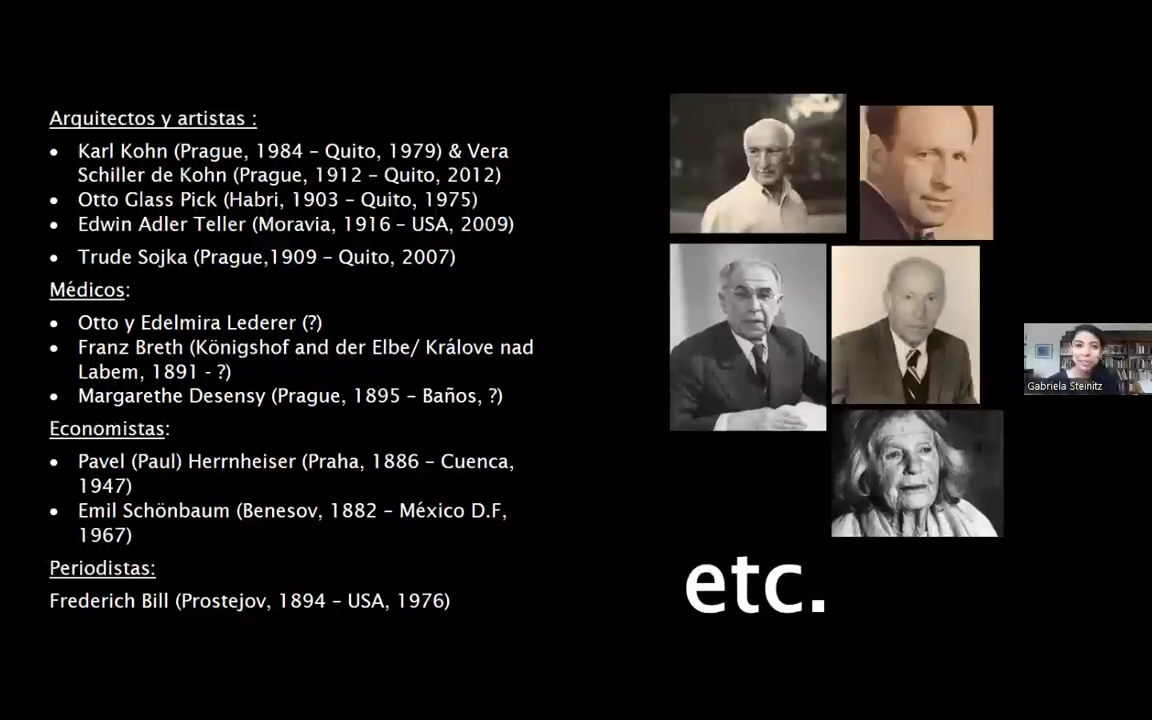 Arquitectos y artistas :
• Karl Kohn (Prague, 1984 – Quito, 1979) & Vera
Schiller de Kohn (Prague, 1912 – Quito, 2012)
• Otto Glass Pick (Habri, 1903 – Quito, 1975)
• Edwin Adler Teller (Moravia, 1916 – USA, 2009)
• Trude Sojka (Prague,1909 – Quito, 2007)
Médicos:
• Otto y Edelmira Lederer (?)
• Franz Breth (Königshof and der Elbe/ Králove nad
Labem, 1891 - ?)
• Margarethe Desensy (Prague, 1895 – Baños, ?)
Economistas:
• Pavel (Paul) Herrnheiser (Praha, 1886 – Cuenca,
1947)
• Emil Schönbaum (Benesov, 1882 – México D.F,
1967)
Periodistas:
Frederich Bill (Prostejov, 1894 – USA, 1976)
etc.
Gabriela Steinitz